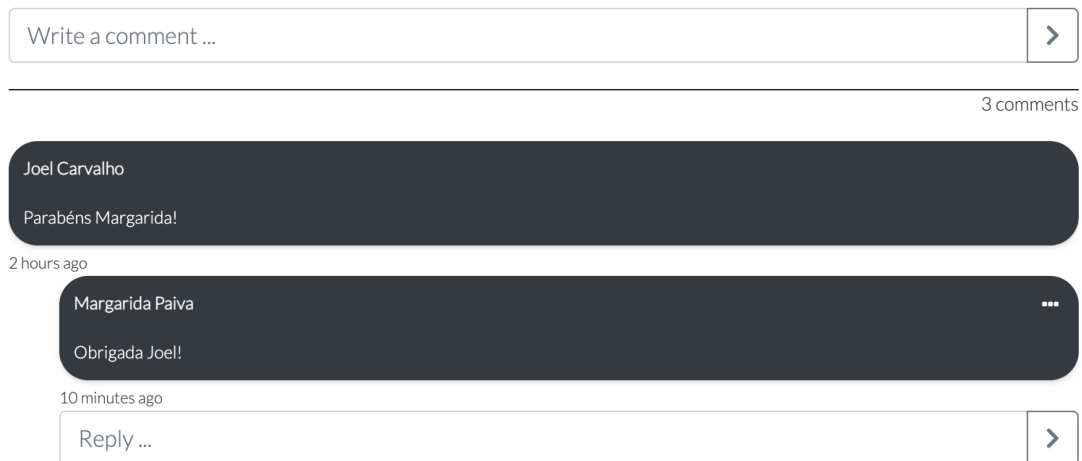 Write a comment ...
3 comments
Joel Carvalho
Parabéns Margarida!
2 hours ago
Margarida Paiva
Obrigada Joel!
10 minutes ago
Reply ...